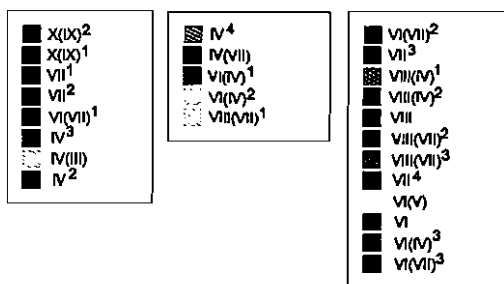 X(IX)²
X(IX)¹
VII¹
VII²
VI(VII)¹
IV³
IV(III)
IV²
IV⁴
IV(VII)
VI(IV)¹
VI(IV)²
VIII(VII)¹
VI(VII)²
VII³
VIII(IV)¹
VIII(IV)²
VIII
VIII(VII)²
VIII(VII)³
VII⁴
VI(V)
VI
VI(IV)³
VI(VII)³